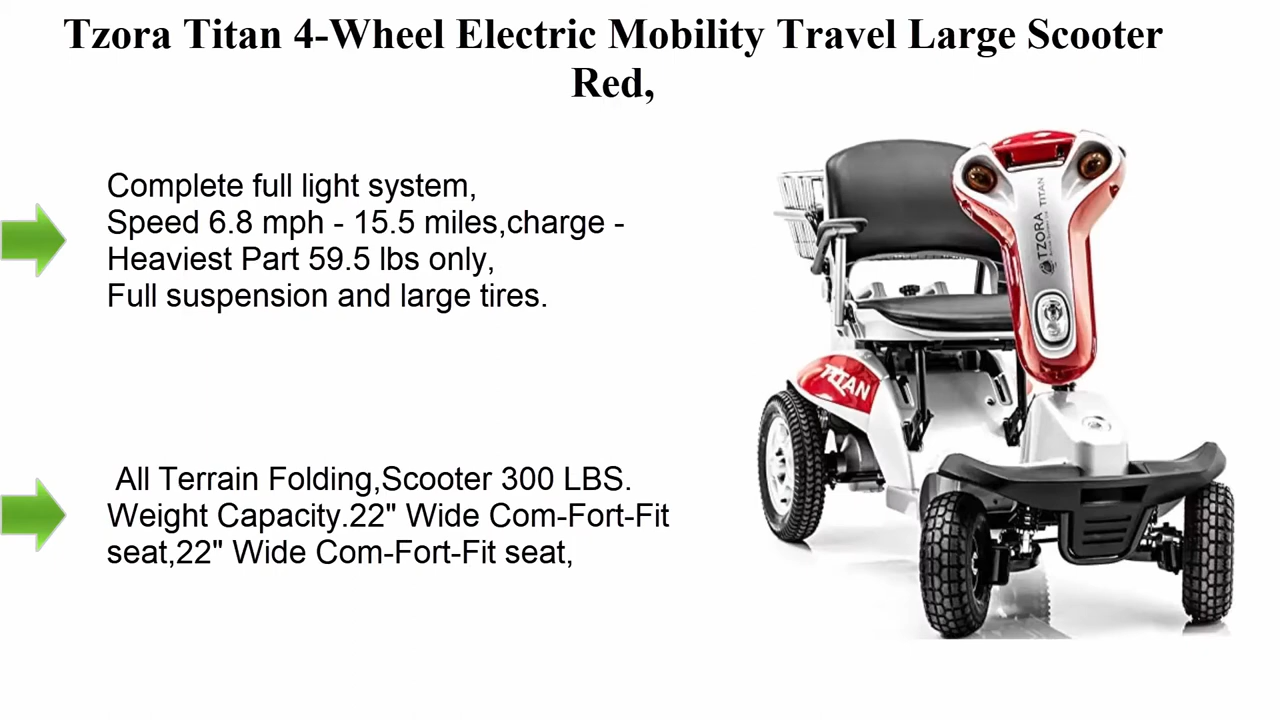 Tzora Titan 4-Wheel Electric Mobility Travel Large Scooter
Red,
Complete full light system,
Speed 6.8 mph - 15.5 miles,charge -
Heaviest Part 59.5 lbs only,
Full suspension and large tires.
All Terrain Folding,Scooter 300 LBS.
Weight Capacity.22" Wide Com-Fort-Fit
seat,22" Wide Com-Fort-Fit seat,
TZORA TITAN
TITAN